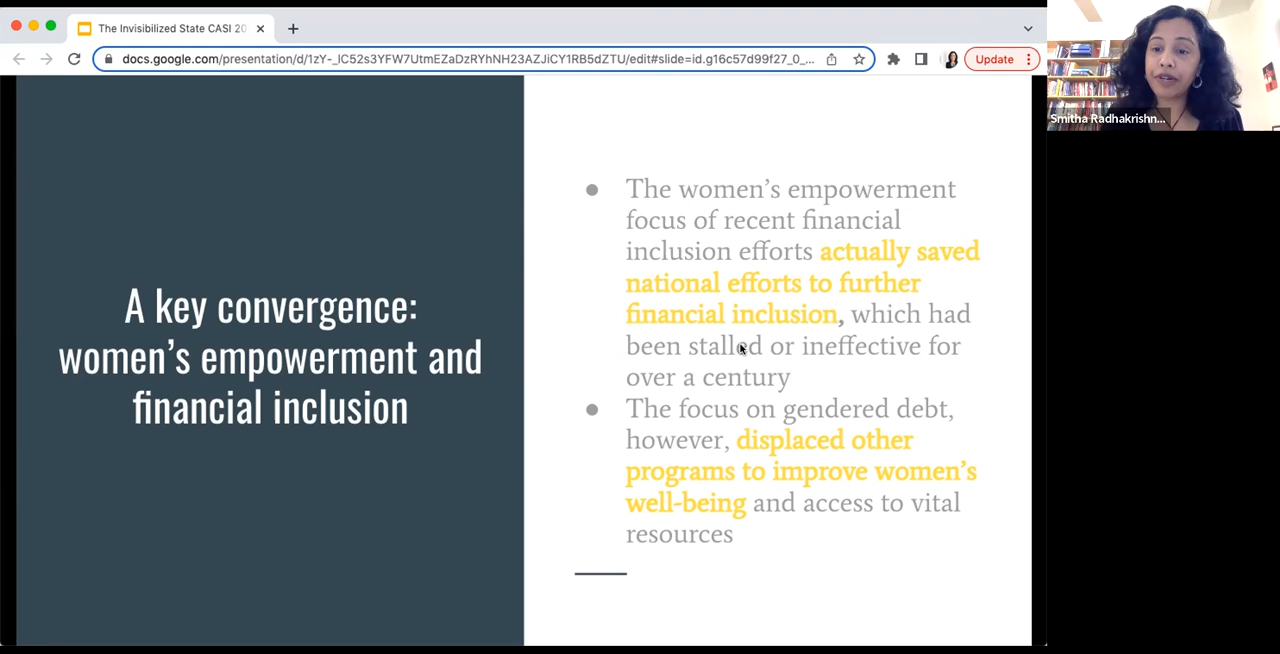 The Invisibilized State CASI 20
docs.google.com/presentation/d/1zY-_lC52s3YFW7UtmEZaDzRYhNH23AZJiCY1RB5dZTU/edit#slide=id.g16c57d99f27_0_...
Update
Smitha Radhakrishn...
A key convergence:
women’s empowerment and
financial inclusion
● The women’s empowerment
focus of recent financial
inclusion efforts actually saved
national efforts to further
financial inclusion, which had
been stalled or ineffective for
over a century
● The focus on gendered debt,
however, displaced other
programs to improve women’s
well-being and access to vital
resources